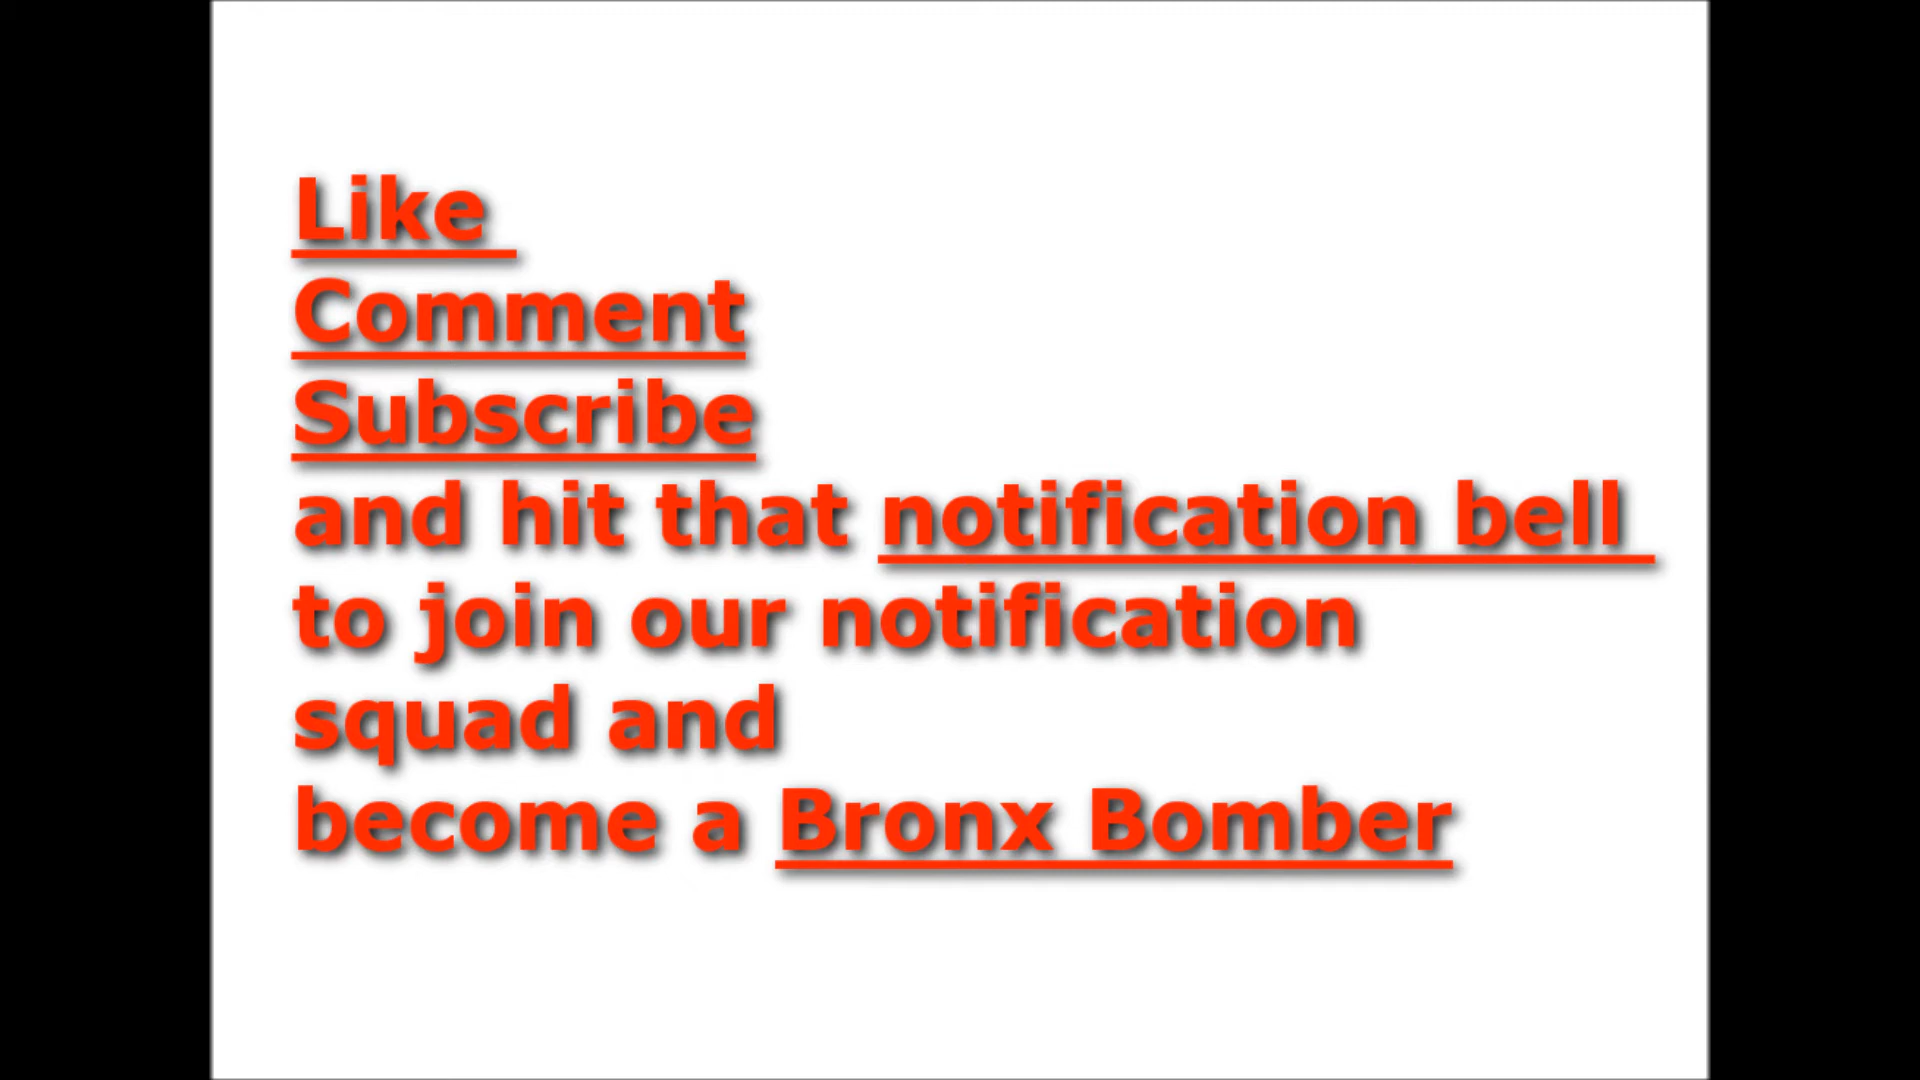 Like
Comment
Subscribe
and hit that notification bell
to join our notification
squad and
become a Bronx Bomber